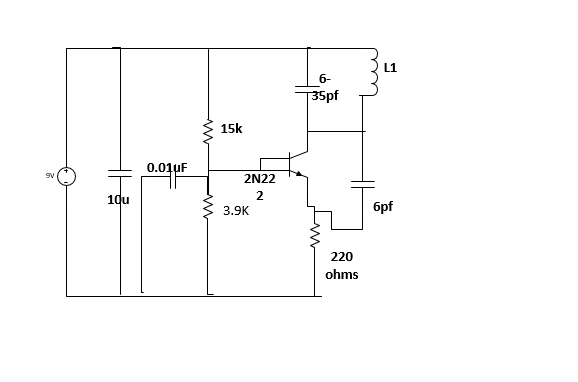 6-
35pf
L1
15k
0.01uF
9V
+
−
2N22
2
10u
3.9K
6pf
220
ohms